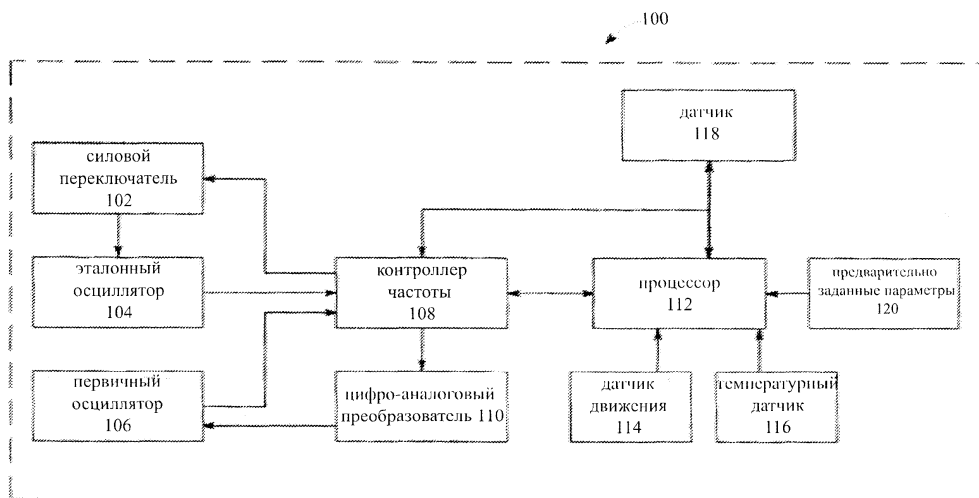 100
датчик
118
силовой
переключатель
102
эталонный
осциллятор
104
контроллер
частоты
108
процессор
112
предварительно
заданные параметры
120
первичный
осциллятор
106
цифро-аналоговый
преобразователь 110
датчик
движения
114
температурный
датчик
116